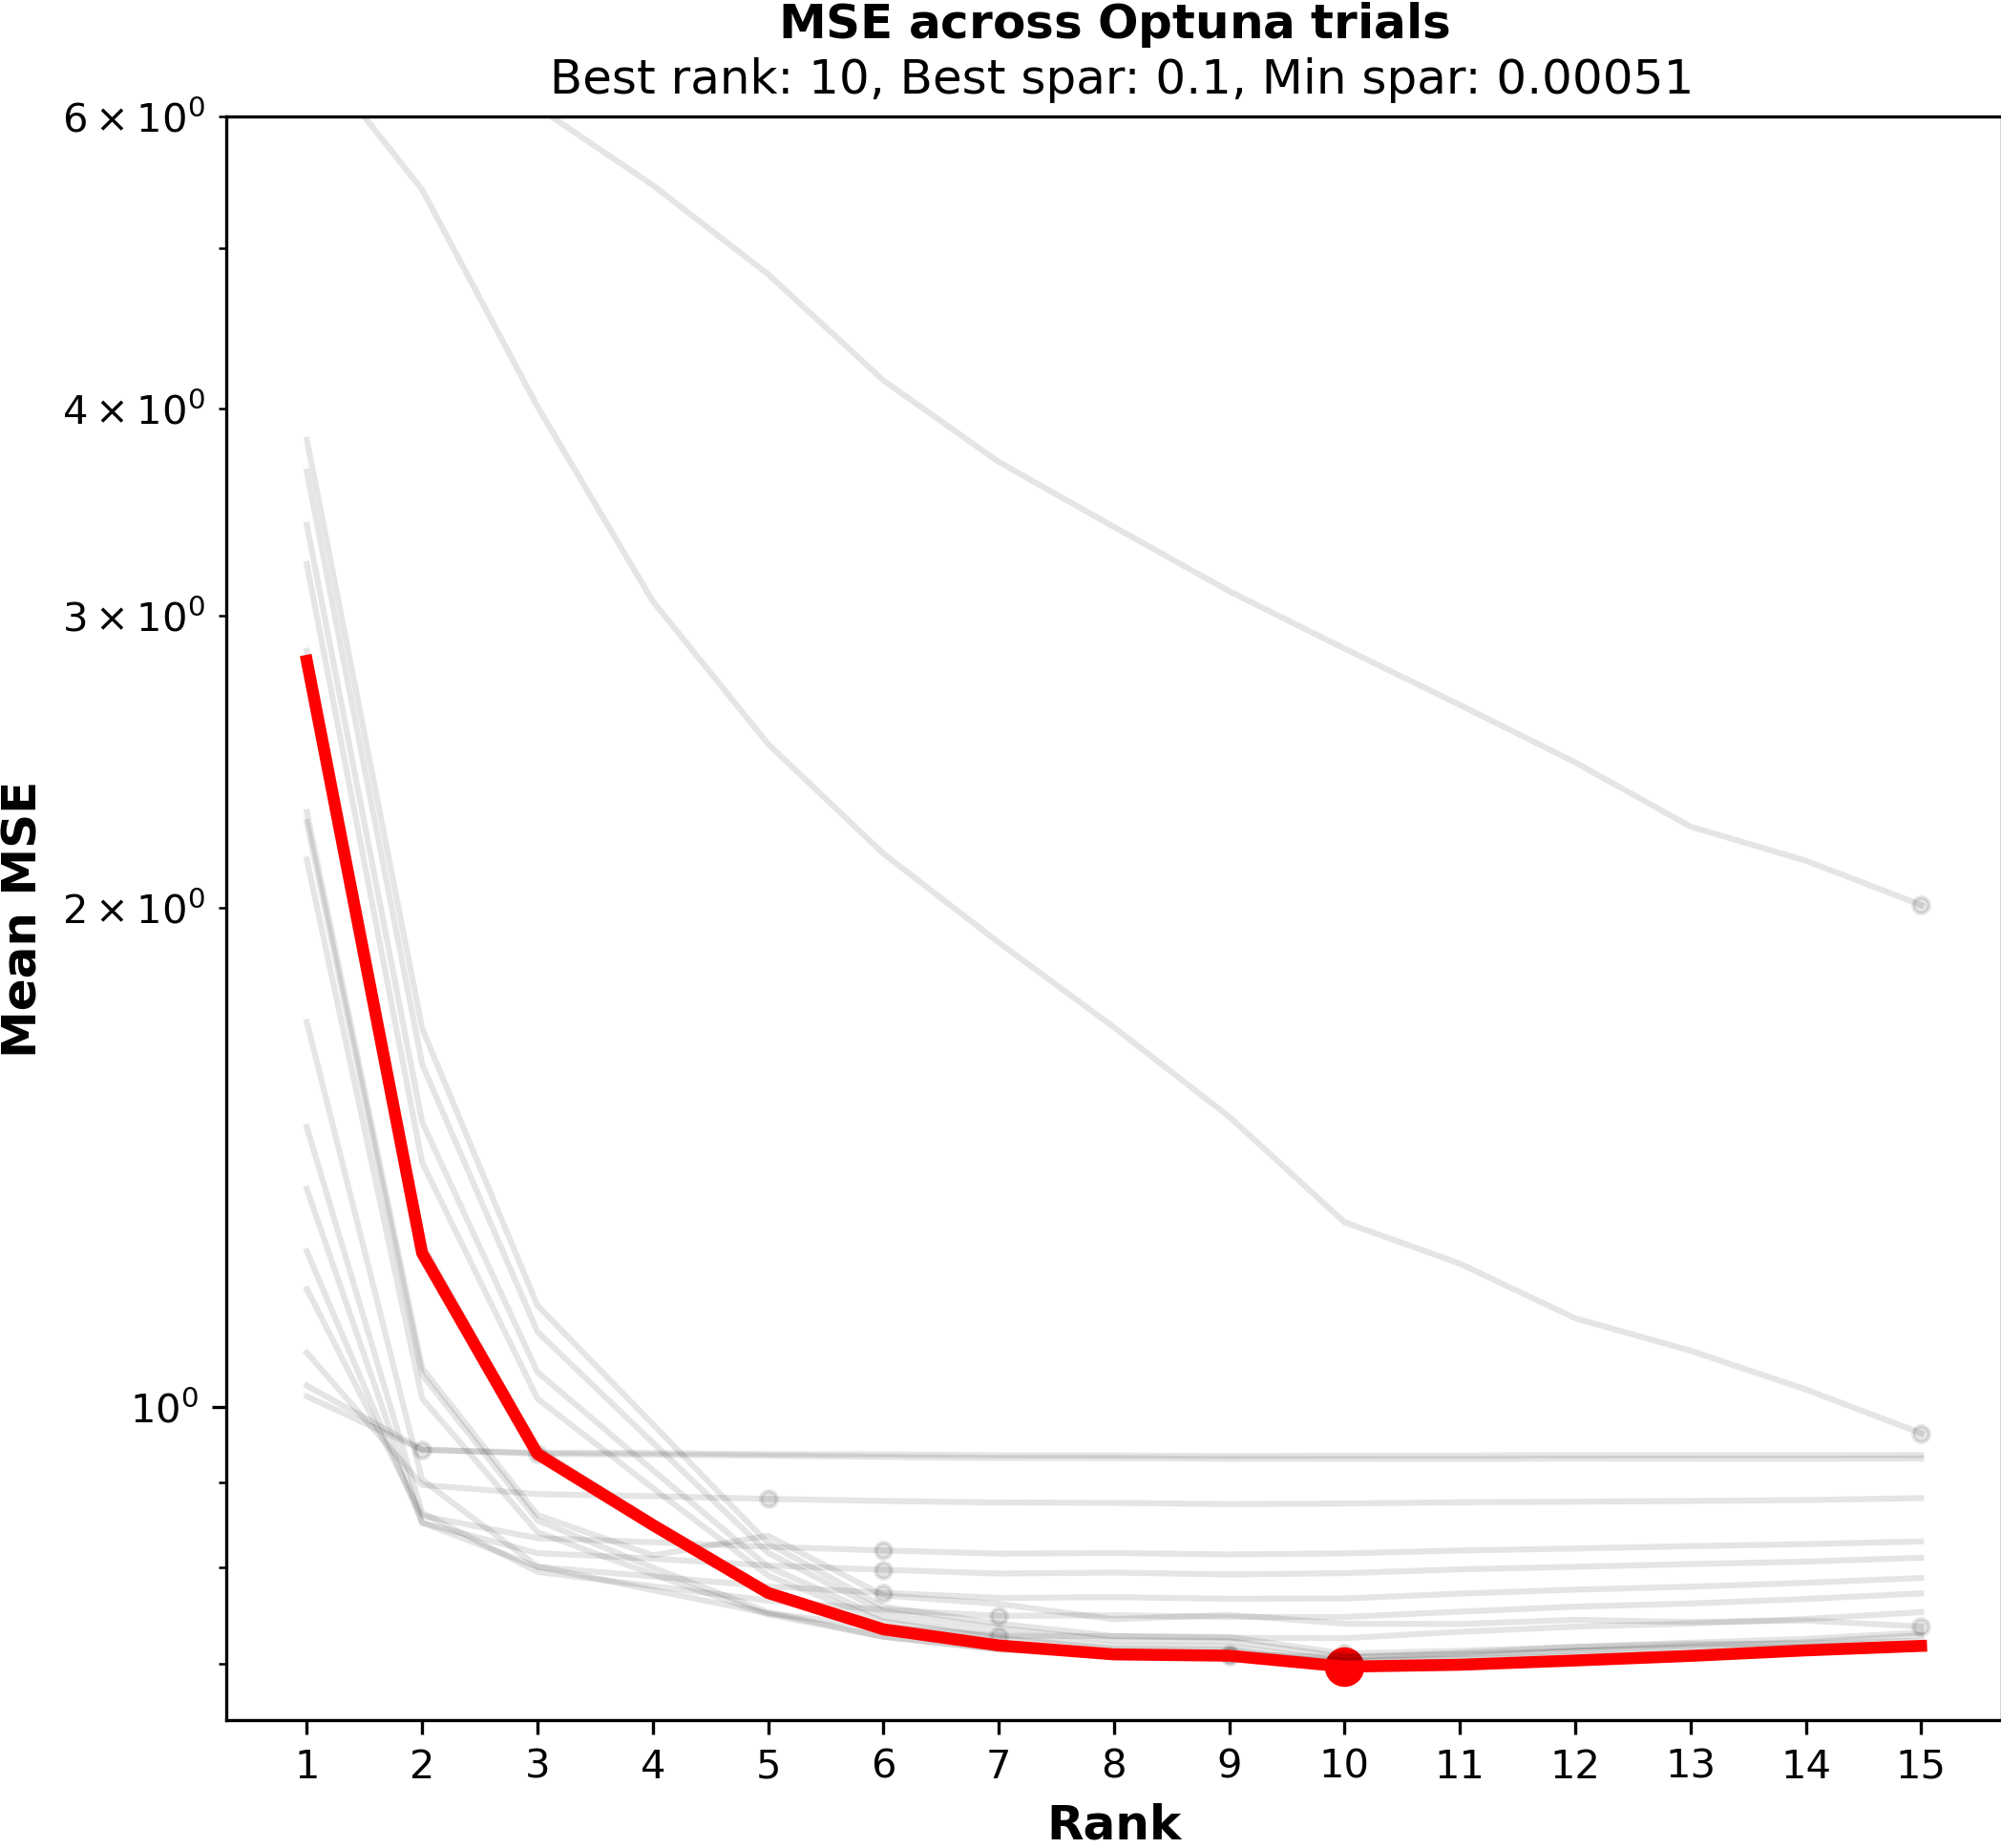 MSE across Optuna trials
Best rank: 10, Best spar: 0.1, Min spar: 0.00051
6 × 10⁰
4 × 10⁰
3 × 10⁰
2 × 10⁰
10⁰
Mean MSE
1 2 3 4 5 6 7 8 9 10 11 12 13 14 15
Rank